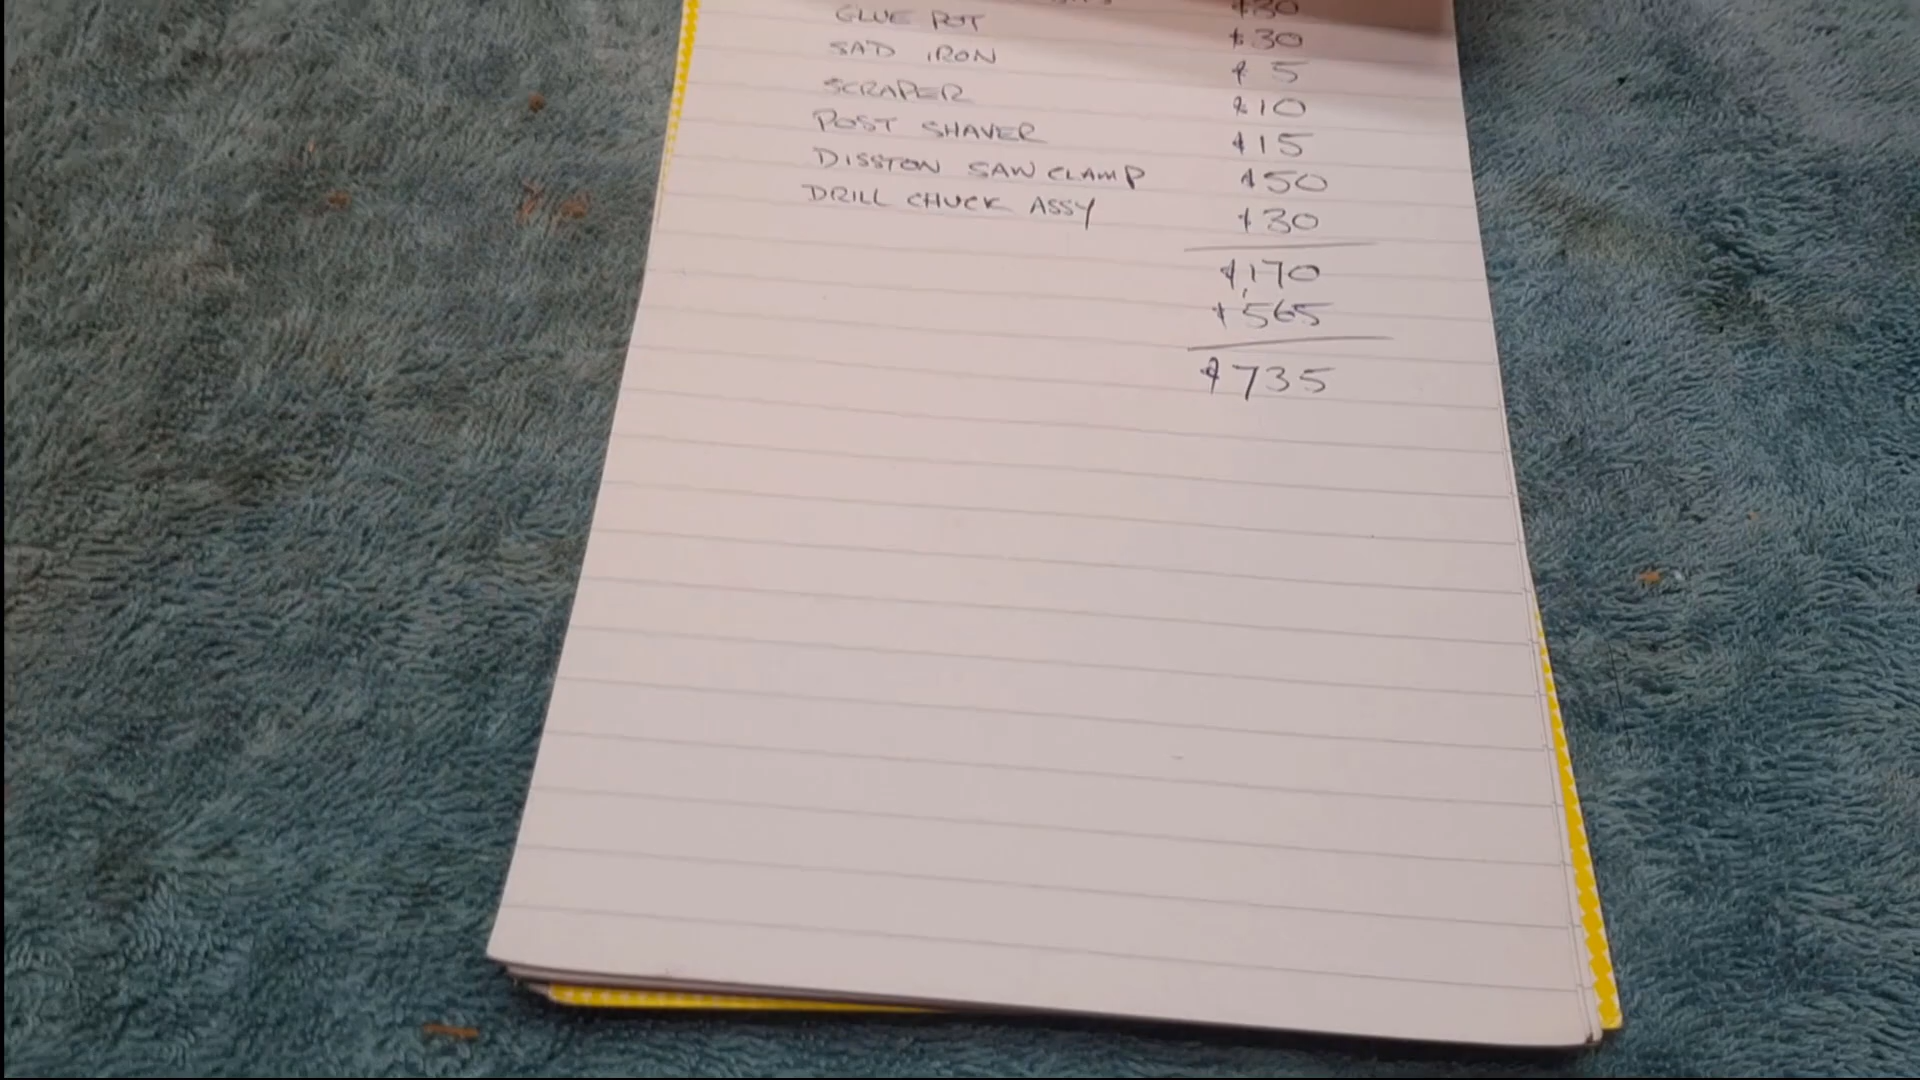 $30
GLUE POT $30
SAD IRON $5
SCRAPER $10
POST SHAVER $15
DISSTON SAW CLAMP $50
DRILL CHUCK ASSY $30
$170
$565
$735